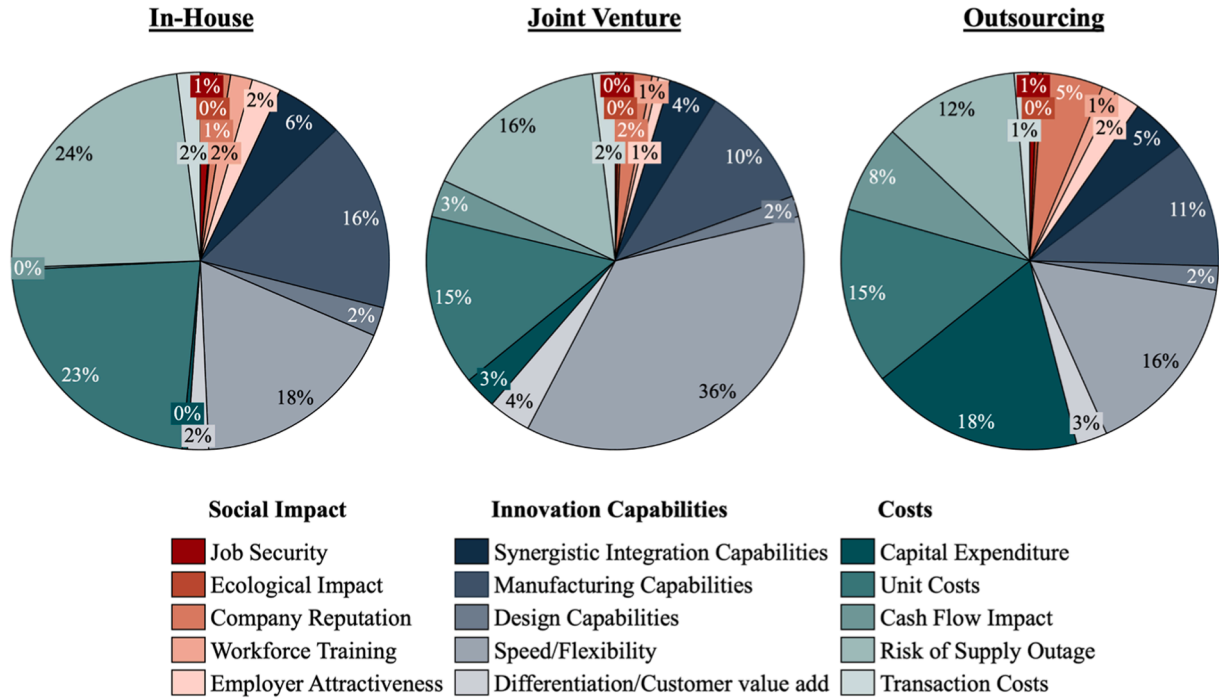 In-House
1%
0%
1%
2%
2%
6%
16%
2%
18%
2%
0%
23%
0%
24%
2%
Joint Venture
0%
0%
2%
1%
1%
4%
10%
2%
36%
4%
3%
15%
3%
16%
2%
Outsourcing
1%
0%
5%
1%
2%
5%
11%
2%
16%
3%
18%
15%
8%
12%
1%
Social Impact
Job Security
Ecological Impact
Company Reputation
Workforce Training
Employer Attractiveness
Innovation Capabilities
Synergistic Integration Capabilities
Manufacturing Capabilities
Design Capabilities
Speed/Flexibility
Differentiation/Customer value add
Costs
Capital Expenditure
Unit Costs
Cash Flow Impact
Risk of Supply Outage
Transaction Costs